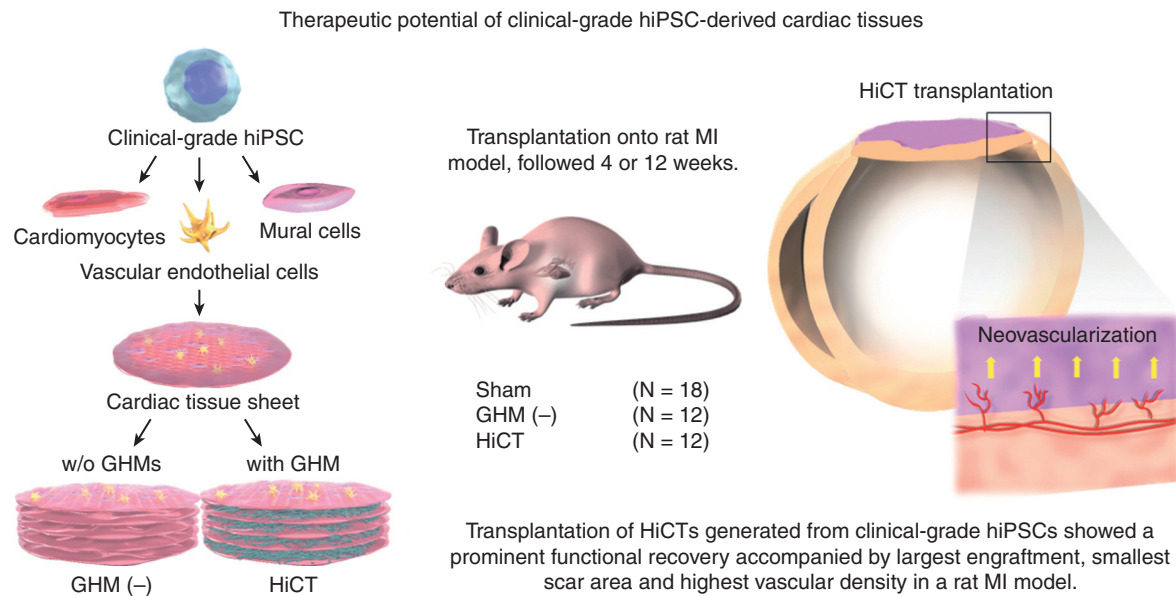 Therapeutic potential of clinical-grade hiPSC-derived cardiac tissues
Clinical-grade hiPSC
Cardiomyocytes
Mural cells
Vascular endothelial cells
Cardiac tissue sheet
w/o GHMs
with GHM
GHM (–)
HiCT
Transplantation onto rat MI
model, followed 4 or 12 weeks.
Sham (N = 18)
GHM (–) (N = 12)
HiCT (N = 12)
HiCT transplantation
Neovascularization
Transplantation of HiCTs generated from clinical-grade hiPSCs showed a
prominent functional recovery accompanied by largest engraftment, smallest
scar area and highest vascular density in a rat MI model.